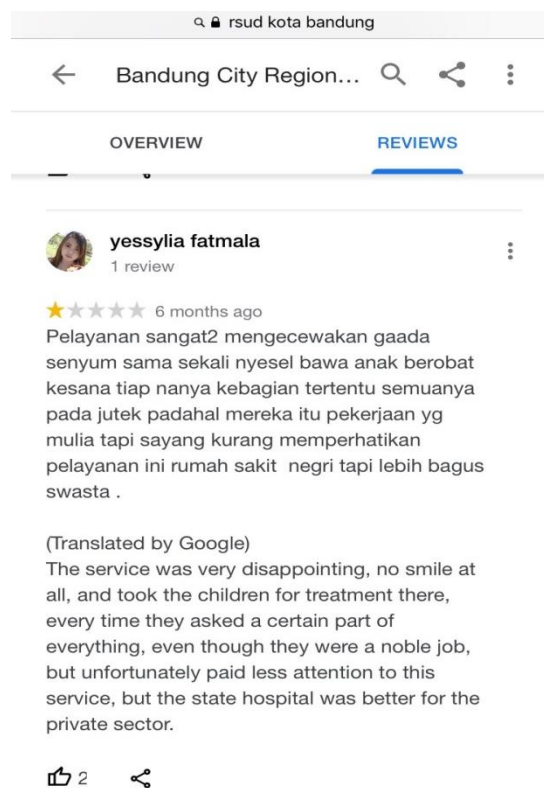 rsud kota bandung
Bandung City Region...
OVERVIEW
REVIEWS
yessylia fatmala
1 review
6 months ago
Pelayanan sangat2 mengecewakan gaada
senyum sama sekali nyesel bawa anak berobat
kesana tiap nanya kebagian tertentu semuanya
pada jutek padahal mereka itu pekerjaan yg
mulia tapi sayang kurang memperhatikan
pelayanan ini rumah sakit negri tapi lebih bagus
swasta .
(Translated by Google)
The service was very disappointing, no smile at
all, and took the children for treatment there,
every time they asked a certain part of
everything, even though they were a noble job,
but unfortunately paid less attention to this
service, but the state hospital was better for the
private sector.
2